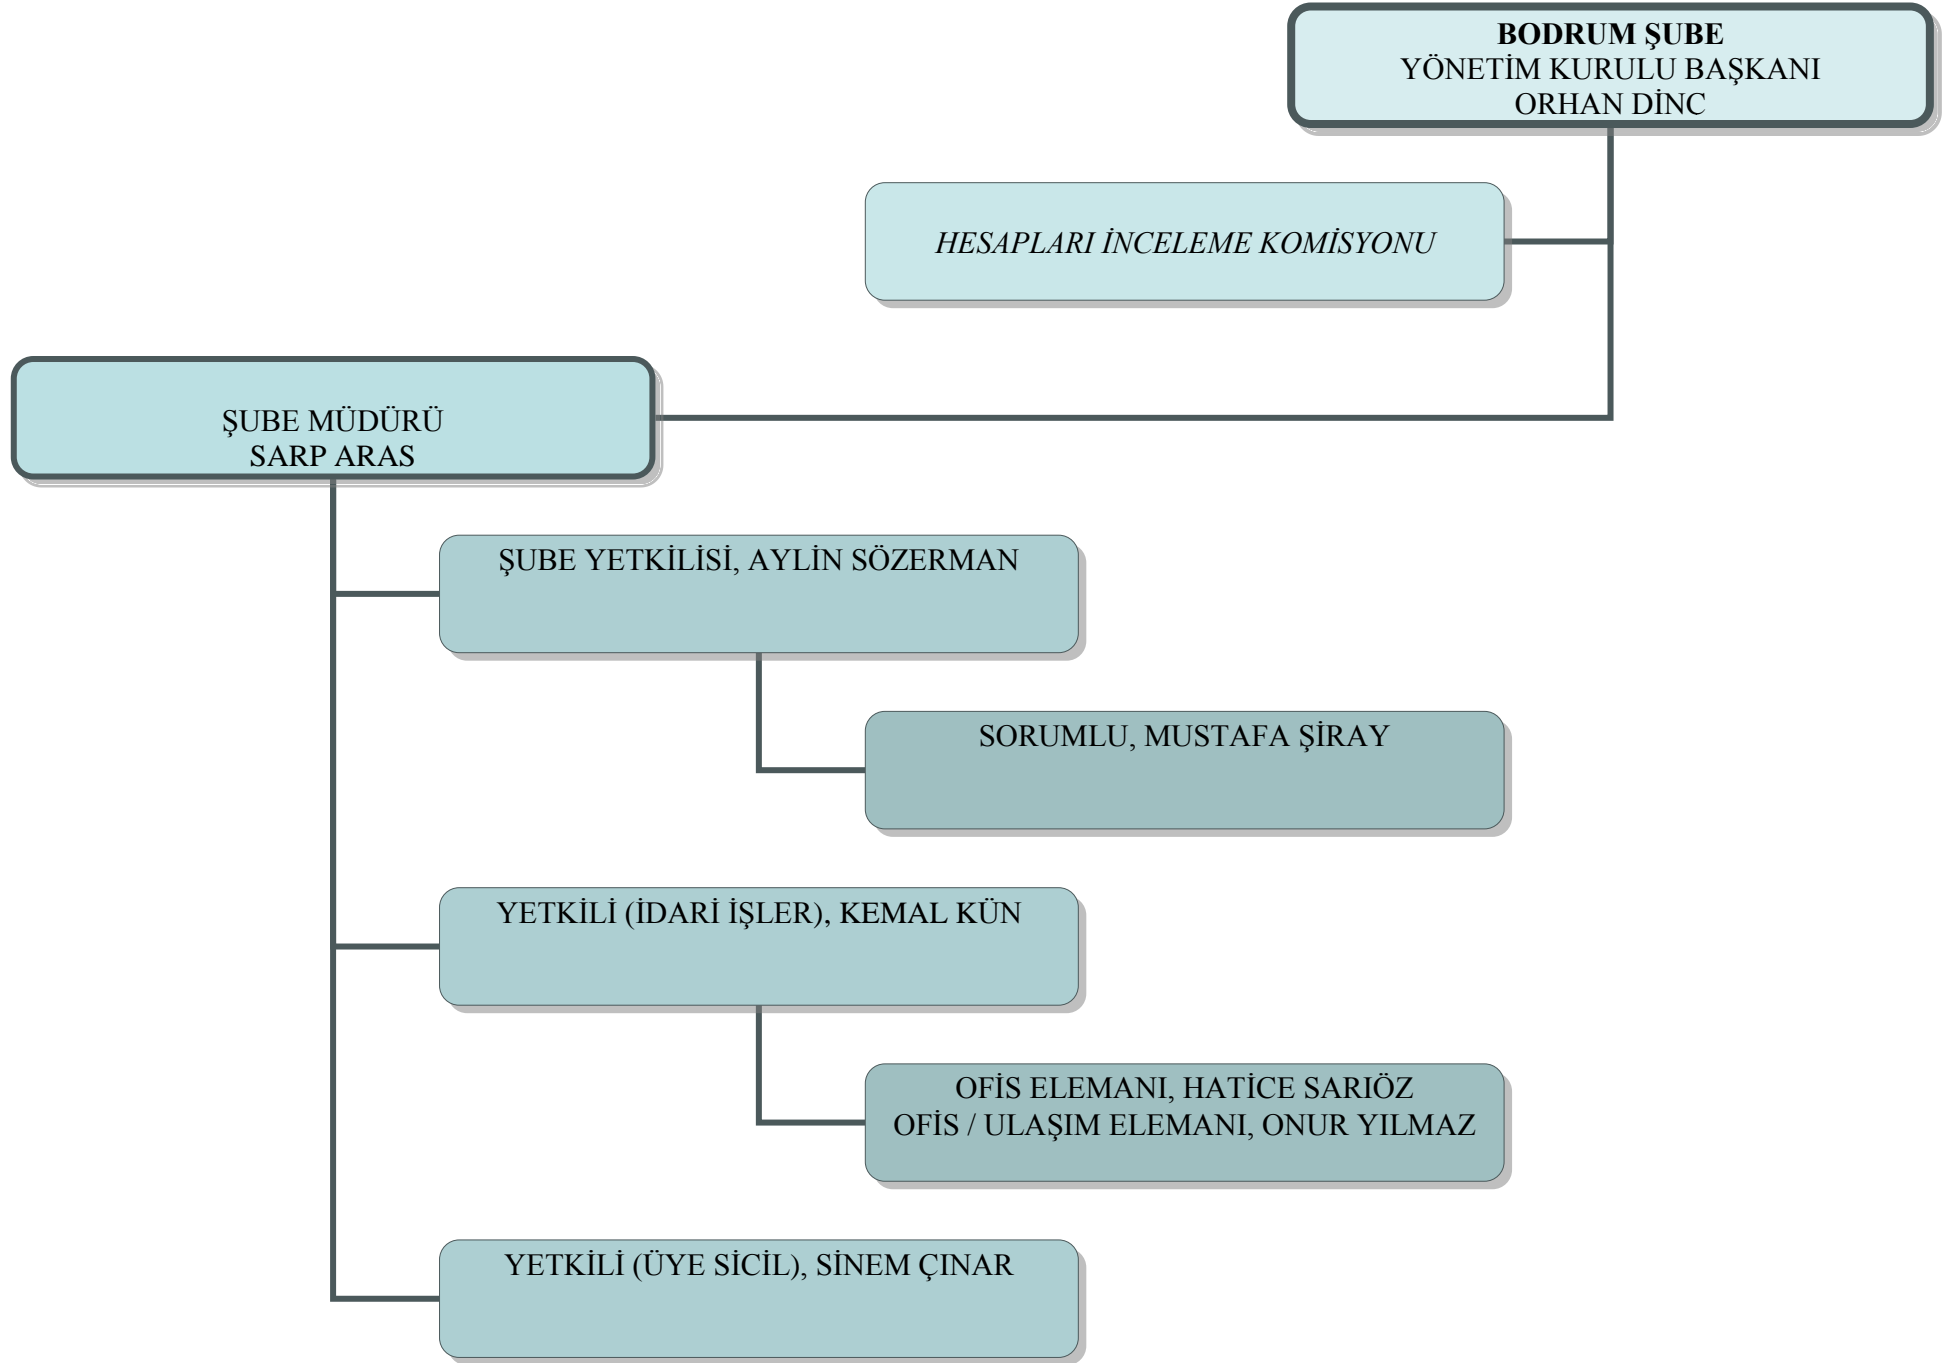 BODRUM ŞUBE
YÖNETİM KURULU BAŞKANI
ORHAN DİNC
HESAPLARI İNCELEME KOMİSYONU
ŞUBE MÜDÜRÜ
SARP ARAS
ŞUBE YETKİLİSİ, AYLİN SÖZERMAN
SORUMLU, MUSTAFA ŞİRAY
YETKİLİ (İDARİ İŞLER), KEMAL KÜN
OFİS ELEMANI, HATİCE SARIÖZ
OFİS / ULAŞIM ELEMANI, ONUR YILMAZ
YETKİLİ (ÜYE SİCİL), SİNEM ÇINAR